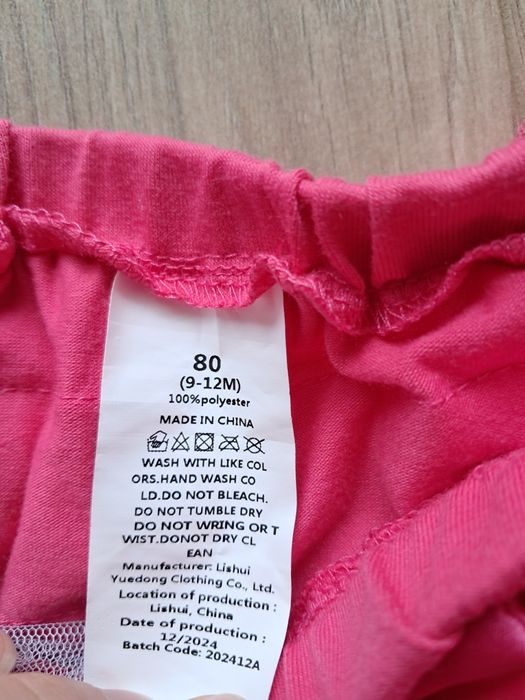 80
(9-12M)
100%polyester
MADE IN CHINA
WASH WITH LIKE COL
ORS.HAND WASH CO
LD.DO NOT BLEACH.
DO NOT TUMBLE DRY
DO NOT WRING OR T
WIST.DONOT DRY CL
EAN
Manufacturer: Lishui
Yuedong Clothing Co., Ltd.
Location of production :
Lishui, China
Date of production :
12/2024
Batch Code: 202412A